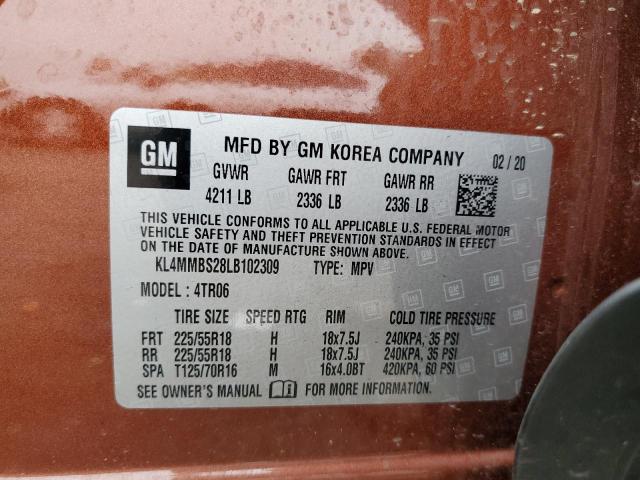 GM MFD BY GM KOREA COMPANY 02/20
GVWR GAWR FRT GAWR RR
4211 LB 2336 LB 2336 LB
THIS VEHICLE CONFORMS TO ALL APPLICABLE U.S. FEDERAL MOTOR
VEHICLE SAFETY AND THEFT PREVENTION STANDARDS IN EFFECT
ON THE DATE OF MANUFACTURE SHOWN ABOVE.
KL4MMBS28LB102309 TYPE: MPV
MODEL : 4TR06
TIRE SIZE SPEED RTG RIM COLD TIRE PRESSURE
FRT 225/55R18 H 18x7.5J 240KPA, 35 PSI
RR 225/55R18 H 18x7.5J 240KPA, 35 PSI
SPA T125/70R16 M 16x4.0BT 420KPA, 60 PSI
SEE OWNER'S MANUAL FOR MORE INFORMATION.